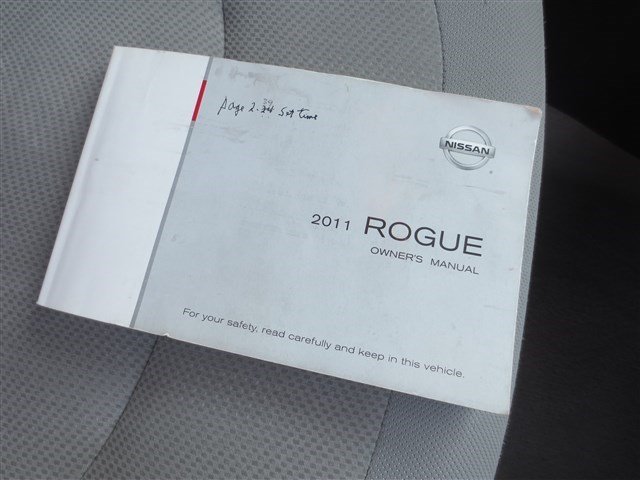 page 2-39 set time
NISSAN
2011 ROGUE
OWNER'S MANUAL
For your safety, read carefully and keep in this vehicle.